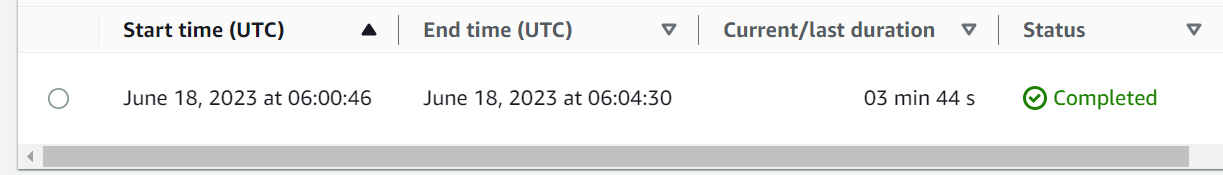 Start time (UTC) End time (UTC) Current/last duration Status
June 18, 2023 at 06:00:46 June 18, 2023 at 06:04:30 03 min 44 s Completed